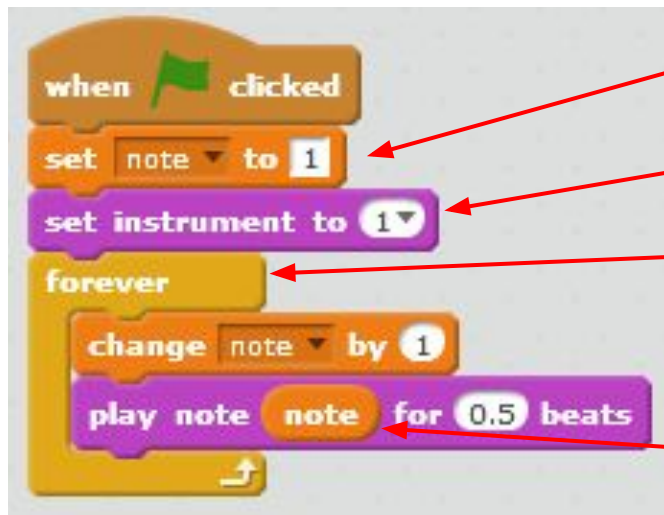 when clicked
set note to 1
set instrument to 1
forever
change note by 1
play note note for 0.5 beats